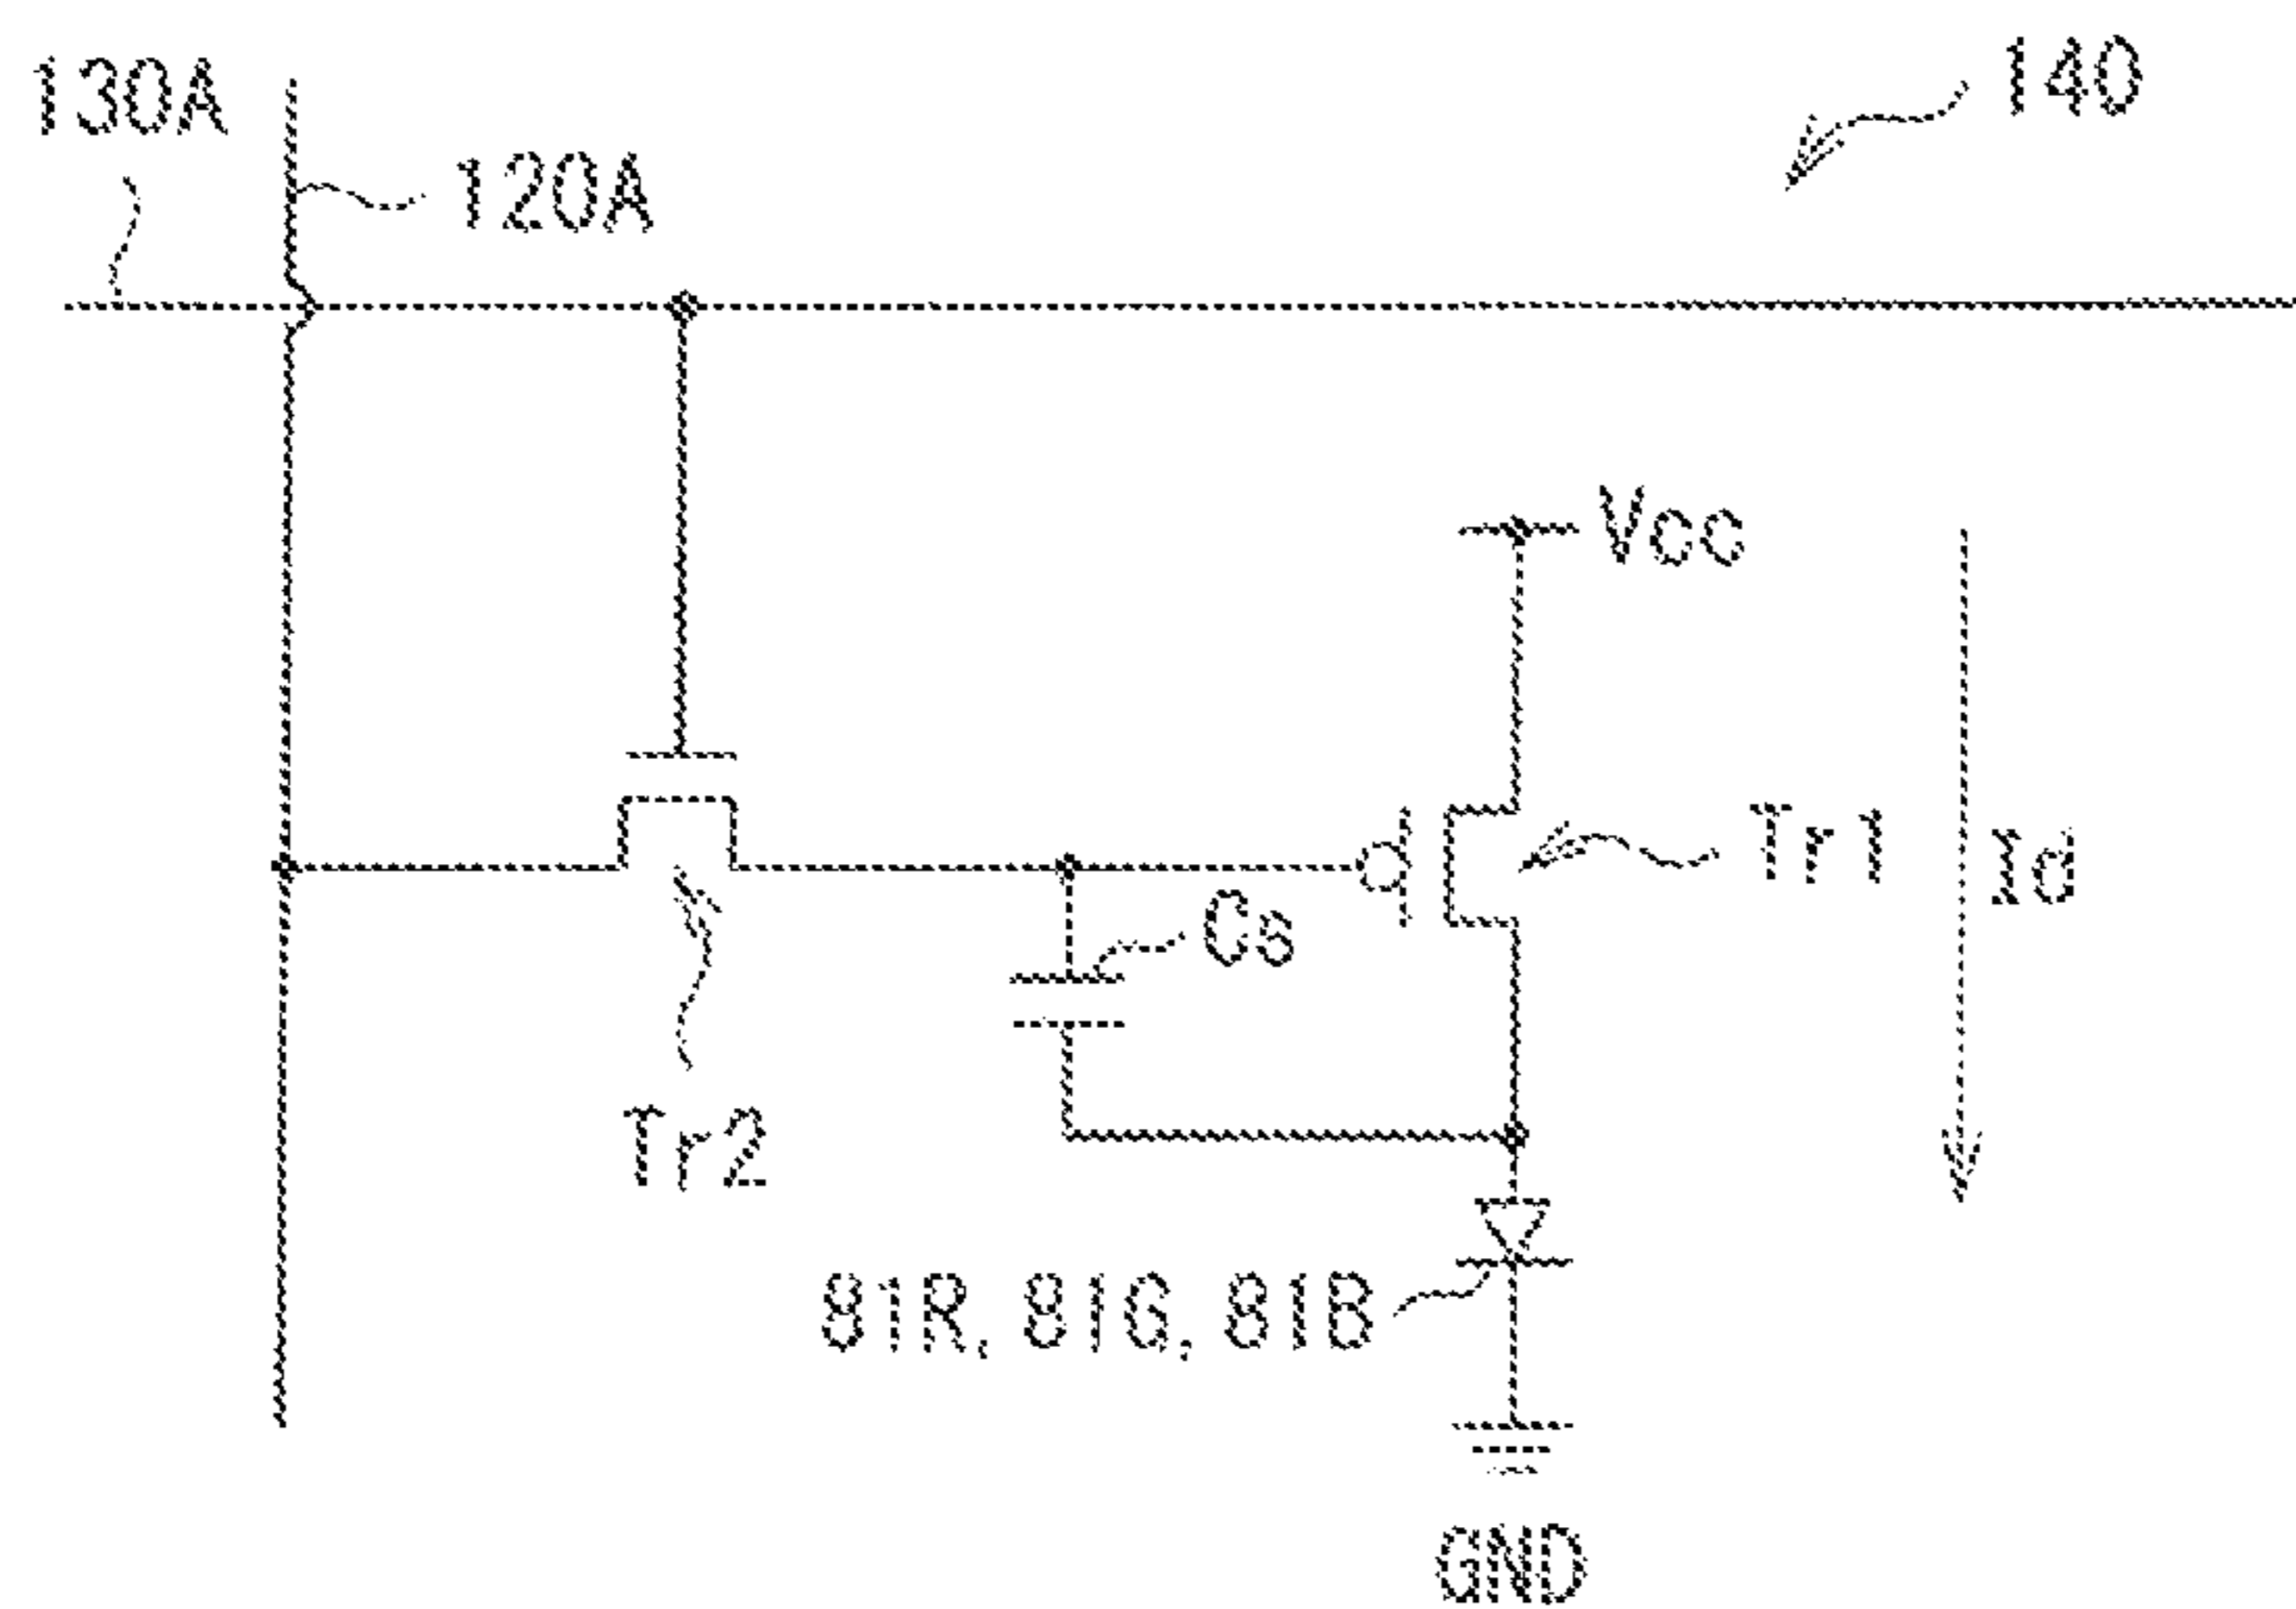 130A
140
120A
Vcc
Tr1
Id
Cs
Tr2
81R, 81G, 81B
GND